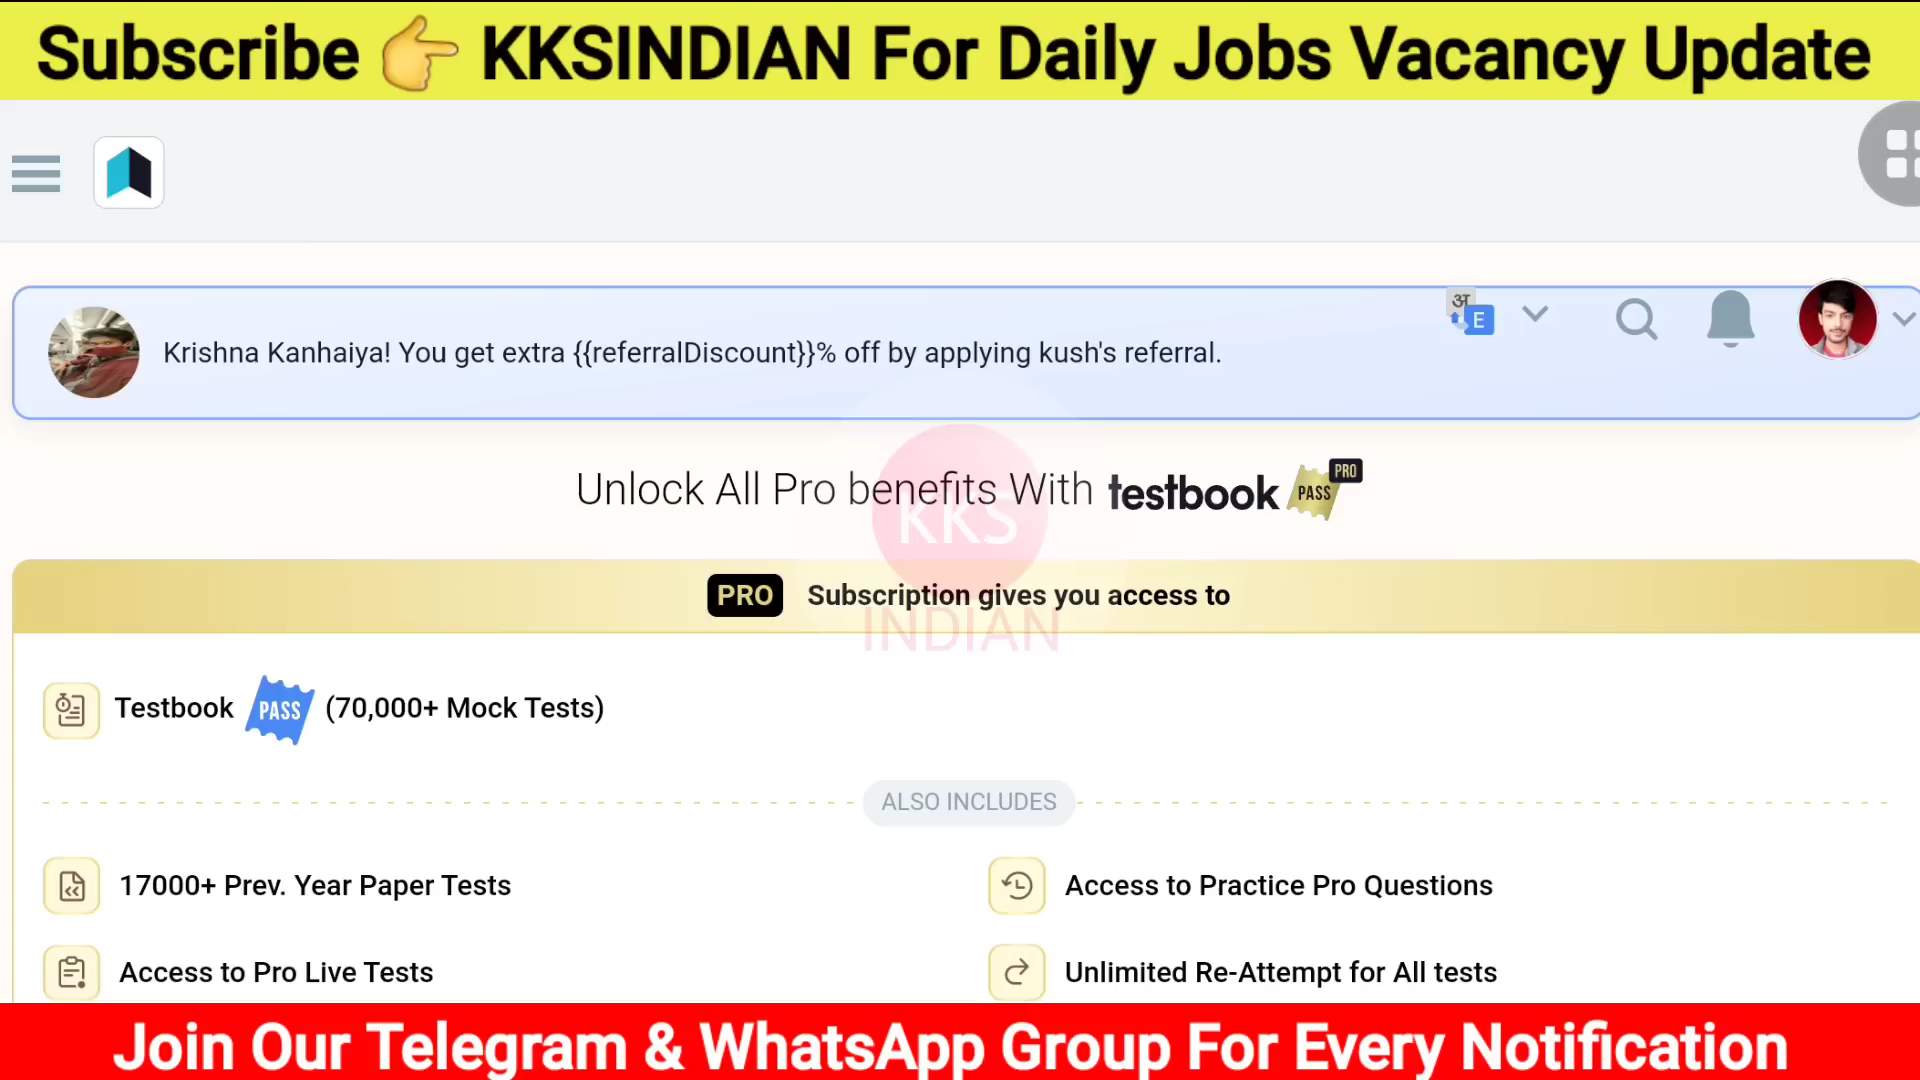 Subscribe 👉 KKSINDIAN For Daily Jobs Vacancy Update
अ E
Krishna Kanhaiya! You get extra {{referralDiscount}}% off by applying kush's referral.
Unlock All Pro benefits With testbook PASS PRO
KKS
INDIAN
PRO Subscription gives you access to
Testbook PASS (70,000+ Mock Tests)
ALSO INCLUDES
17000+ Prev. Year Paper Tests
Access to Practice Pro Questions
Access to Pro Live Tests
Unlimited Re-Attempt for All tests
Join Our Telegram & WhatsApp Group For Every Notification